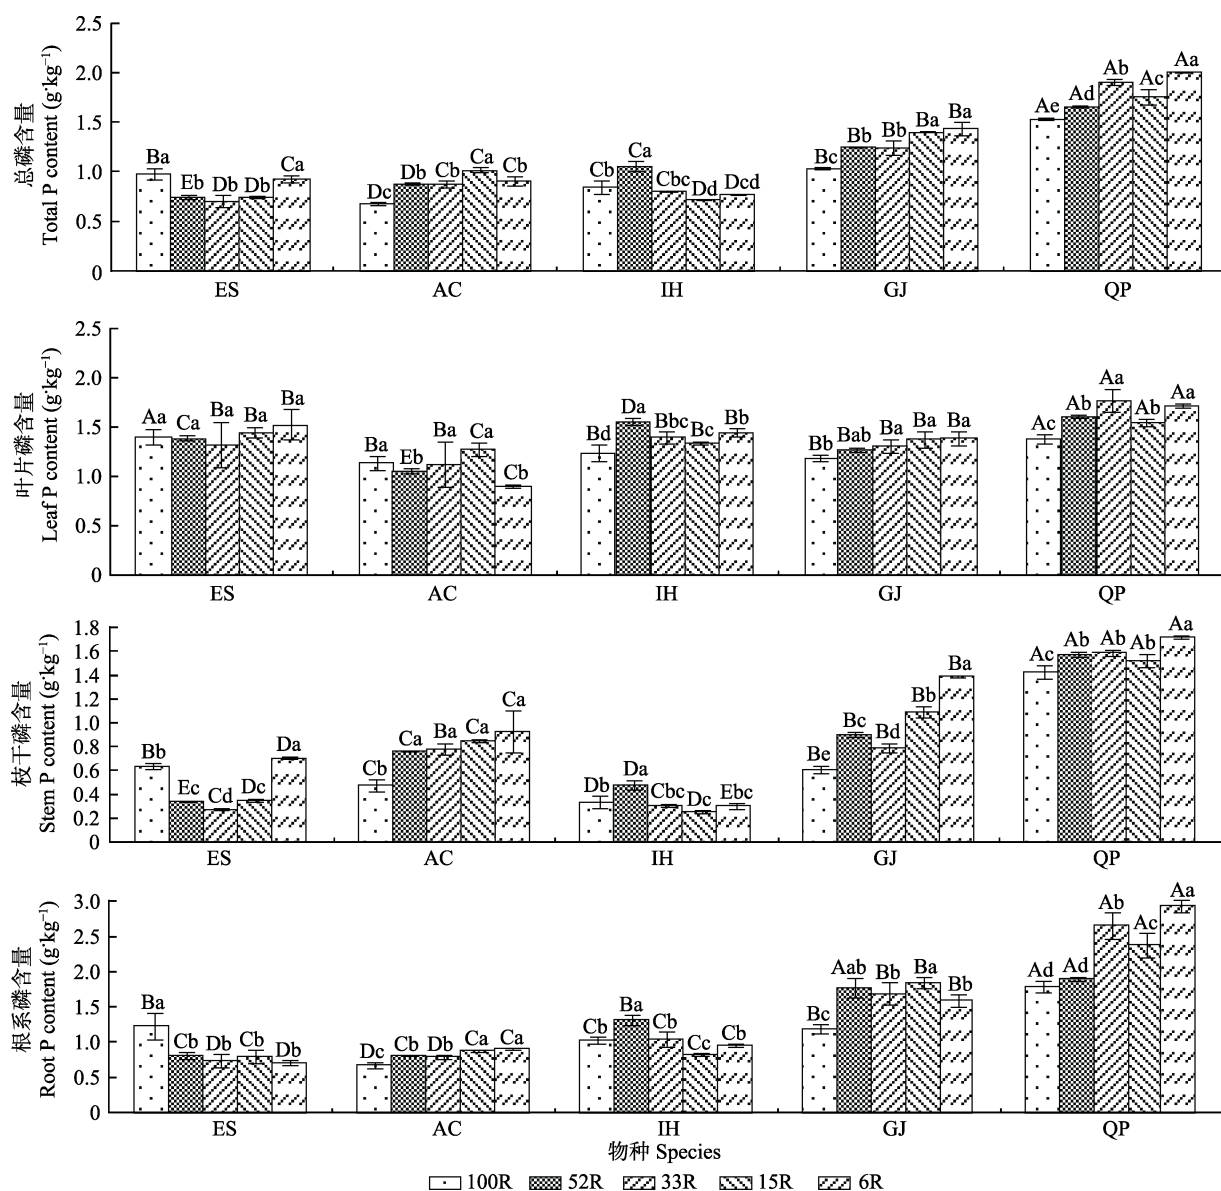 总磷含量
Total P content (g·kg⁻¹)
2.5
2.0
1.5
1.0
0.5
0
Ba Eb Db Db Ca
Dc Db Cb Ca Cb
Cb Ca Cbc Dd Dcd
Bc Bb Bb Ba Ba
Ae Ad Ab Ac Aa
ES AC IH GJ QP
叶片磷含量
Leaf P content (g·kg⁻¹)
2.5
2.0
1.5
1.0
0.5
0
Aa Ca Ba Ba Ba
Ba Eb Ba Ca Cb
Bd Da Bbc Bc Bb
Bb Bab Ba Ba Ba
Ac Ab Aa Ab Aa
ES AC IH GJ QP
枝干磷含量
Stem P content (g·kg⁻¹)
1.8
1.6
1.4
1.2
1.0
0.8
0.6
0.4
0.2
0
Bb Ec Cd Dc Da
Cb Ca Ba Ca Ca
Db Da Cbc Dc Ebc
Be Bc Bd Bb Ba
Ac Ab Ab Ab Aa
ES AC IH GJ QP
根系磷含量
Root P content (g·kg⁻¹)
3.0
2.5
2.0
1.5
1.0
0.5
0
Ba Cb Db Cb Db
Dc Cb Db Ca Ca
Cb Ba Cb Cc Cb
Bc Aab Bb Ba Bb
Ad Ad Ab Ac Aa
ES AC IH GJ QP
物种 Species
100R 52R 33R 15R 6R